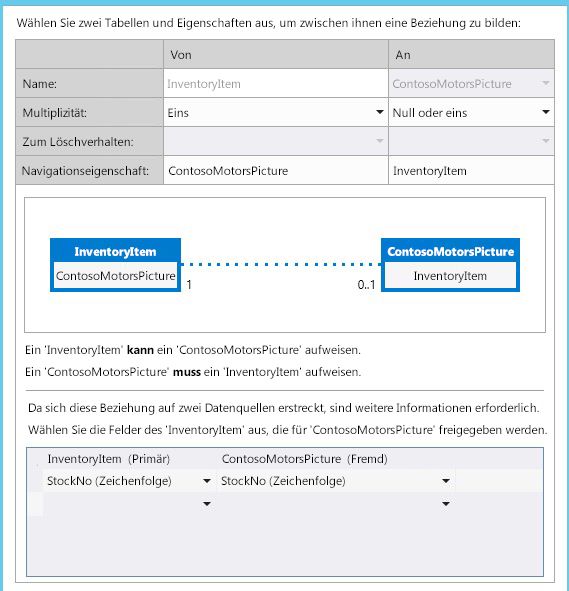 Wählen Sie zwei Tabellen und Eigenschaften aus, um zwischen ihnen eine Beziehung zu bilden:
Von An
Name: InventoryItem ContosoMotorsPicture
Multiplizität: Eins Null oder eins
Zum Löschverhalten:
Navigationseigenschaft: ContosoMotorsPicture InventoryItem
InventoryItem ContosoMotorsPicture
ContosoMotorsPicture InventoryItem
1 0..1
Ein 'InventoryItem' kann ein 'ContosoMotorsPicture' aufweisen.
Ein 'ContosoMotorsPicture' muss ein 'InventoryItem' aufweisen.
Da sich diese Beziehung auf zwei Datenquellen erstreckt, sind weitere Informationen erforderlich.
Wählen Sie die Felder des 'InventoryItem' aus, die für 'ContosoMotorsPicture' freigegeben werden.
InventoryItem (Primär) ContosoMotorsPicture (Fremd)
StockNo (Zeichenfolge) StockNo (Zeichenfolge)